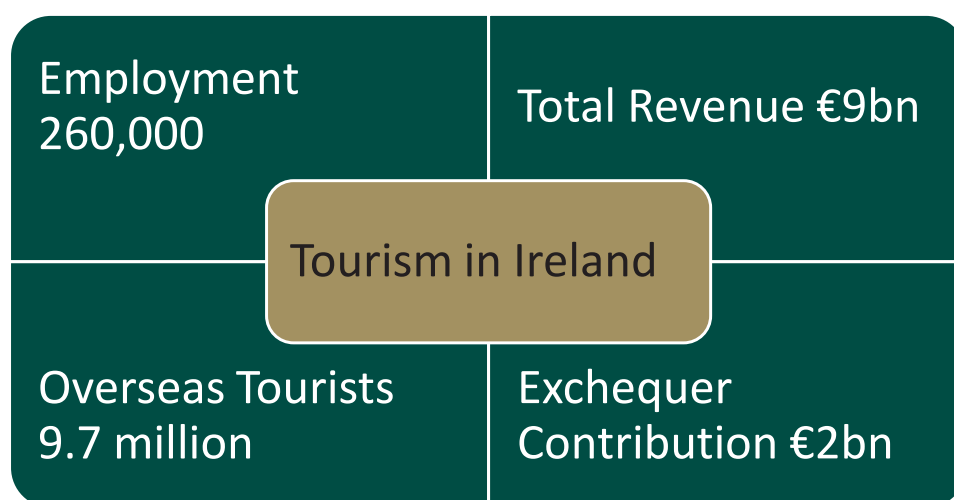 Employment
260,000
Total Revenue €9bn
Tourism in Ireland
Overseas Tourists
9.7 million
Exchequer
Contribution €2bn